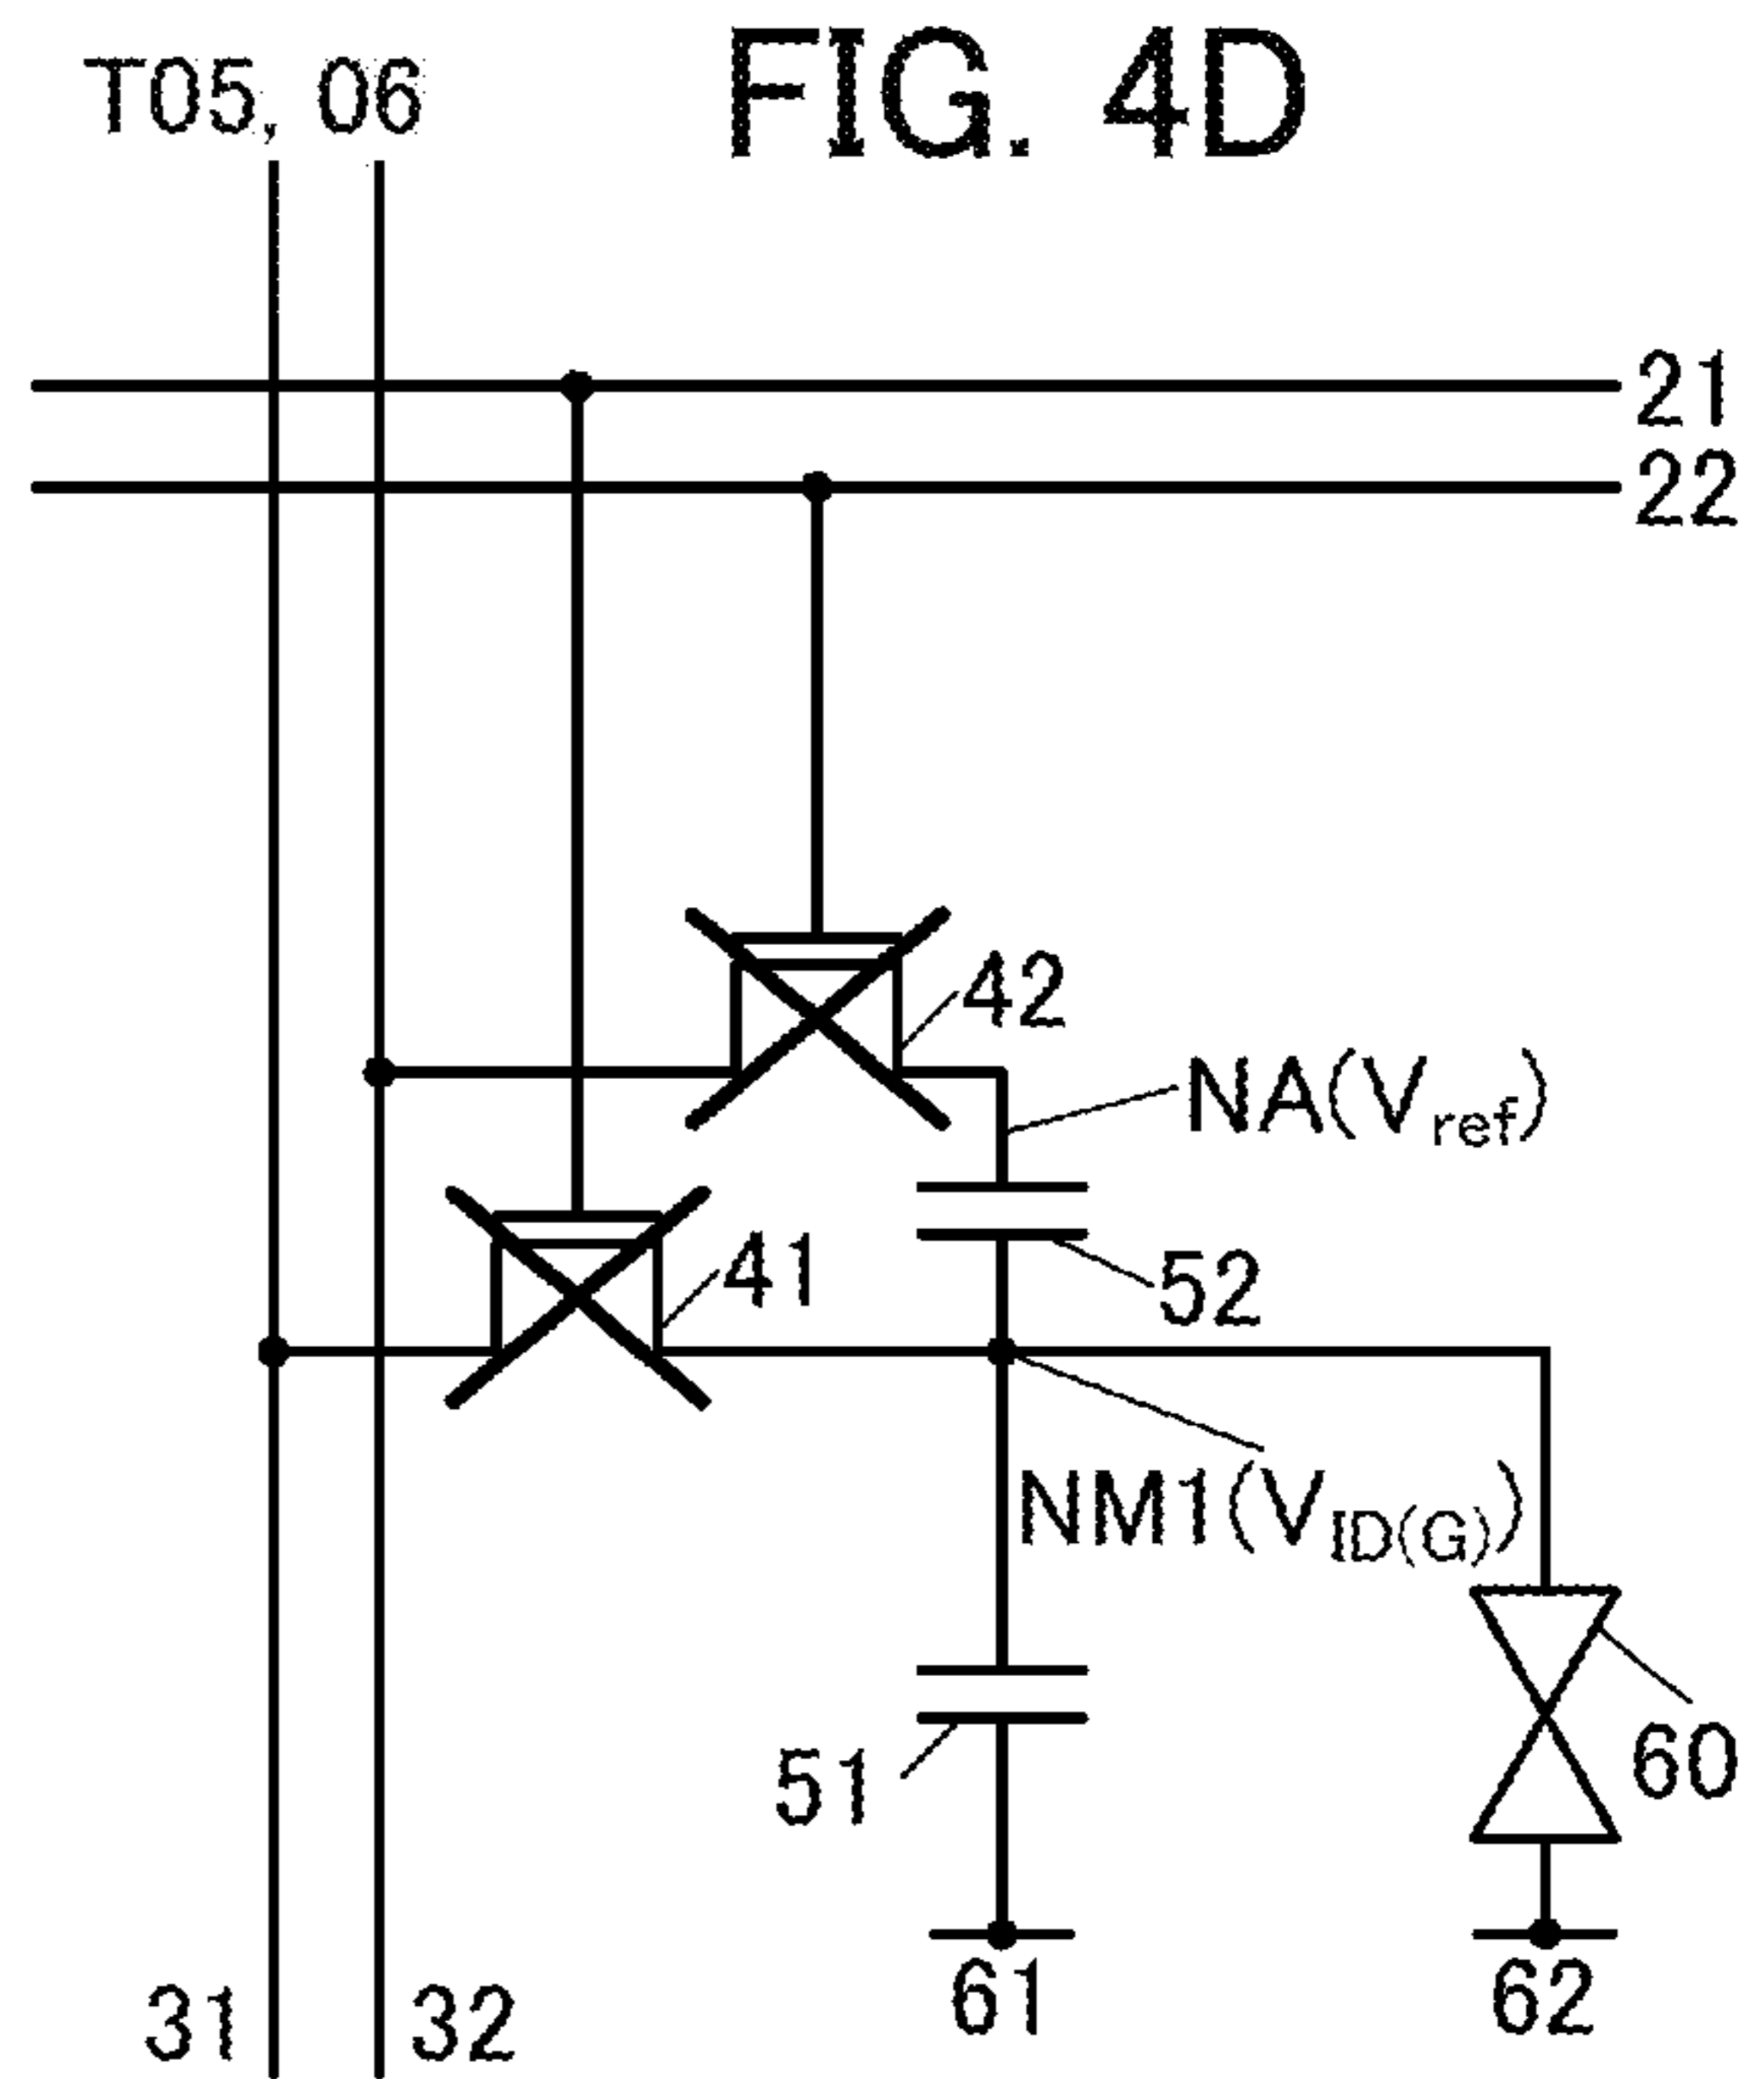 FIG. 4D
T05, 06
21
22
42
NA(Vref)
41
52
NM1(VID(G))
60
51
61
62
31
32